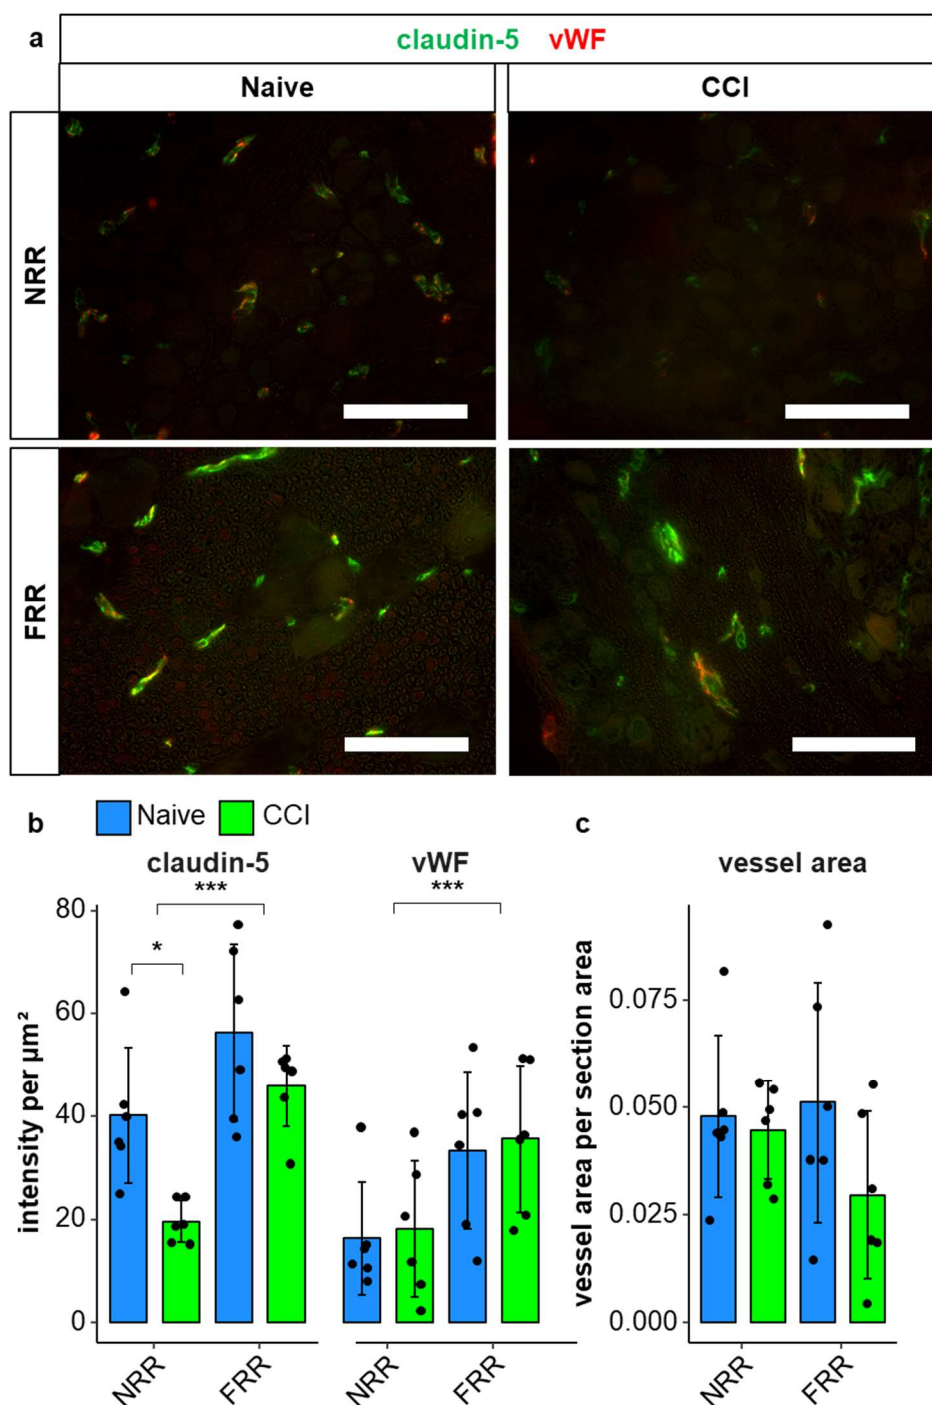 a
claudin-5 vWF
Naive CCI
NRR
FRR
b Naive CCI c
claudin-5 vWF vessel area
*** ***
*
intensity per µm²
80
60
40
20
0
NRR FRR NRR FRR
vessel area per section area
0.075
0.050
0.025
0.000
NRR FRR